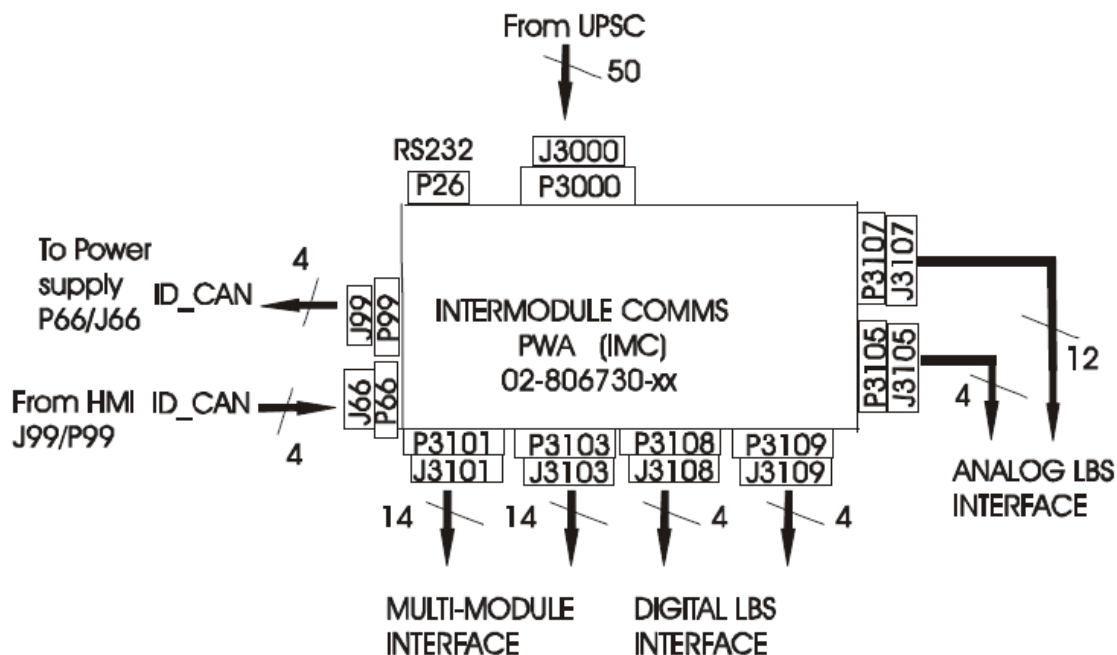 From UPSC
50
RS232
J3000
P26
P3000
To Power
supply
P66/J66
ID_CAN
4
J99
P99
INTERMODULE COMMS
PWA (IMC)
02-806730-xx
P3107
J3107
12
P3105
J3105
4
From HMI
J99/P99
ID_CAN
4
J66
P66
P3101
P3103
P3108
P3109
J3101
J3103
J3108
J3109
14
14
4
4
ANALOG LBS
INTERFACE
MULTI-MODULE
INTERFACE
DIGITAL LBS
INTERFACE